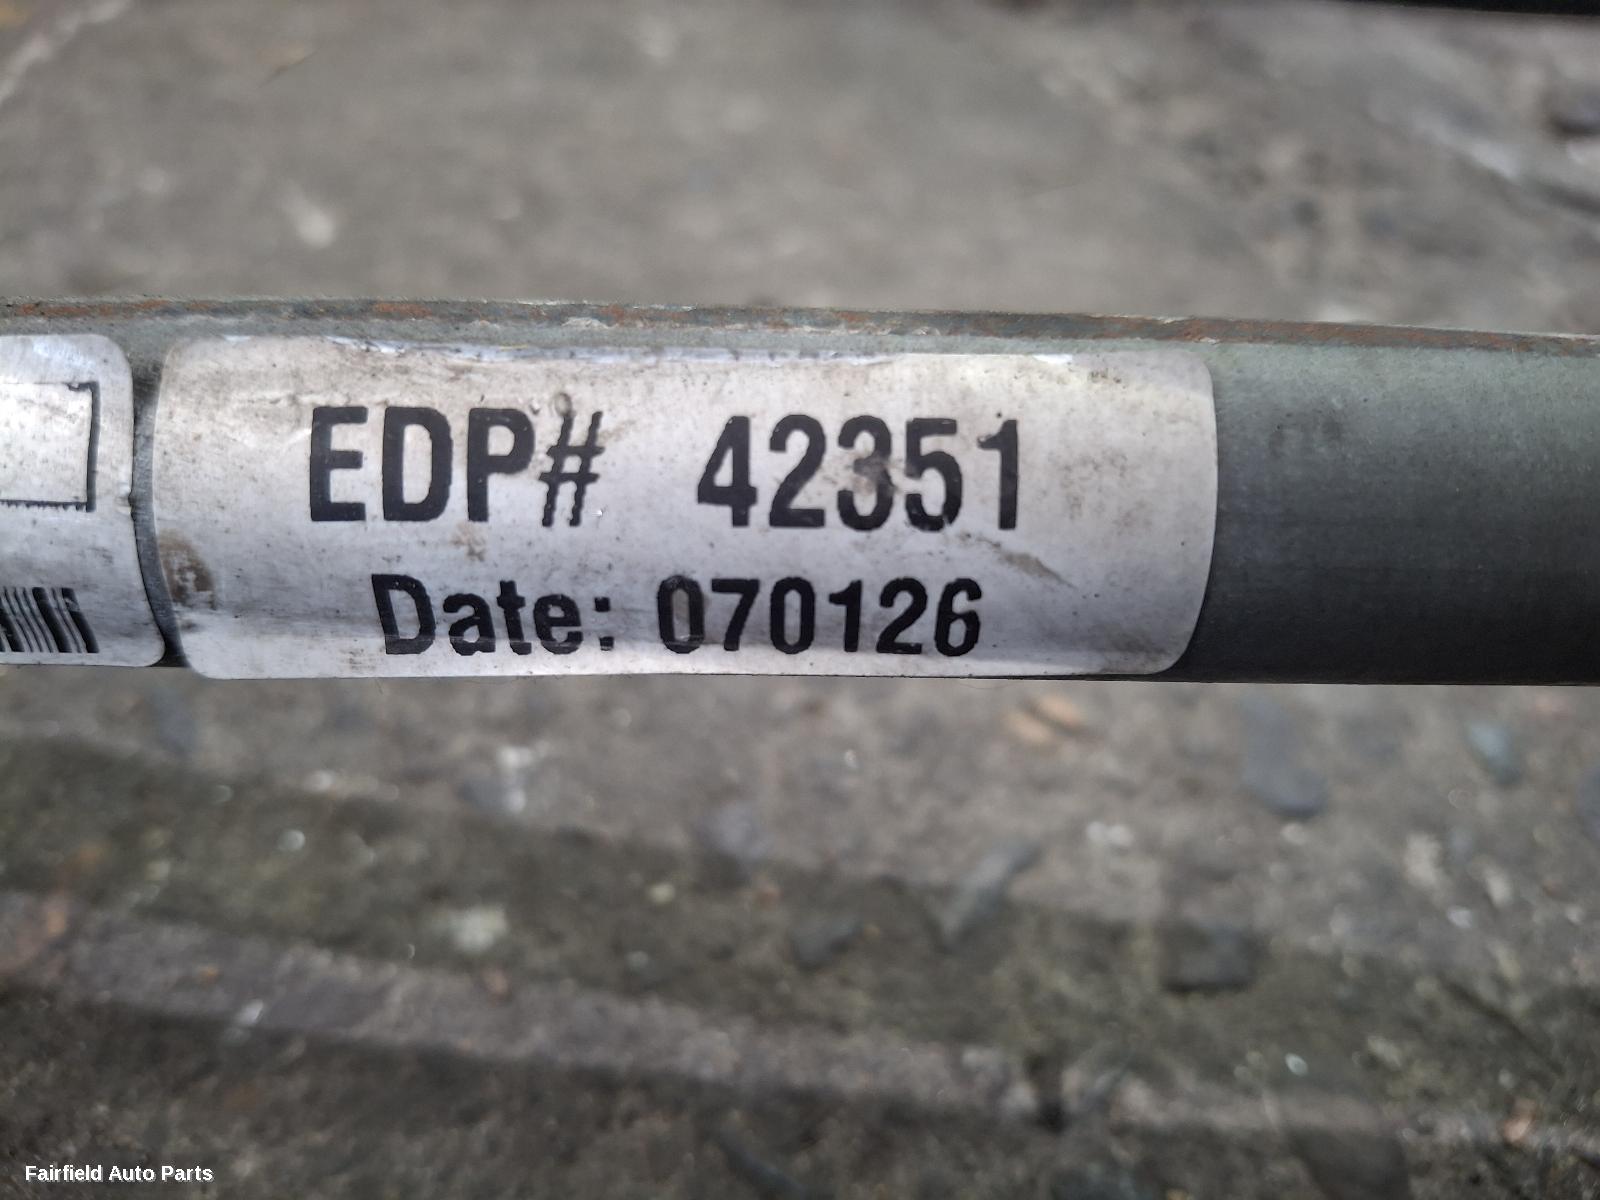 EDP# 42351
Date: 070126
Fairfield Auto Parts